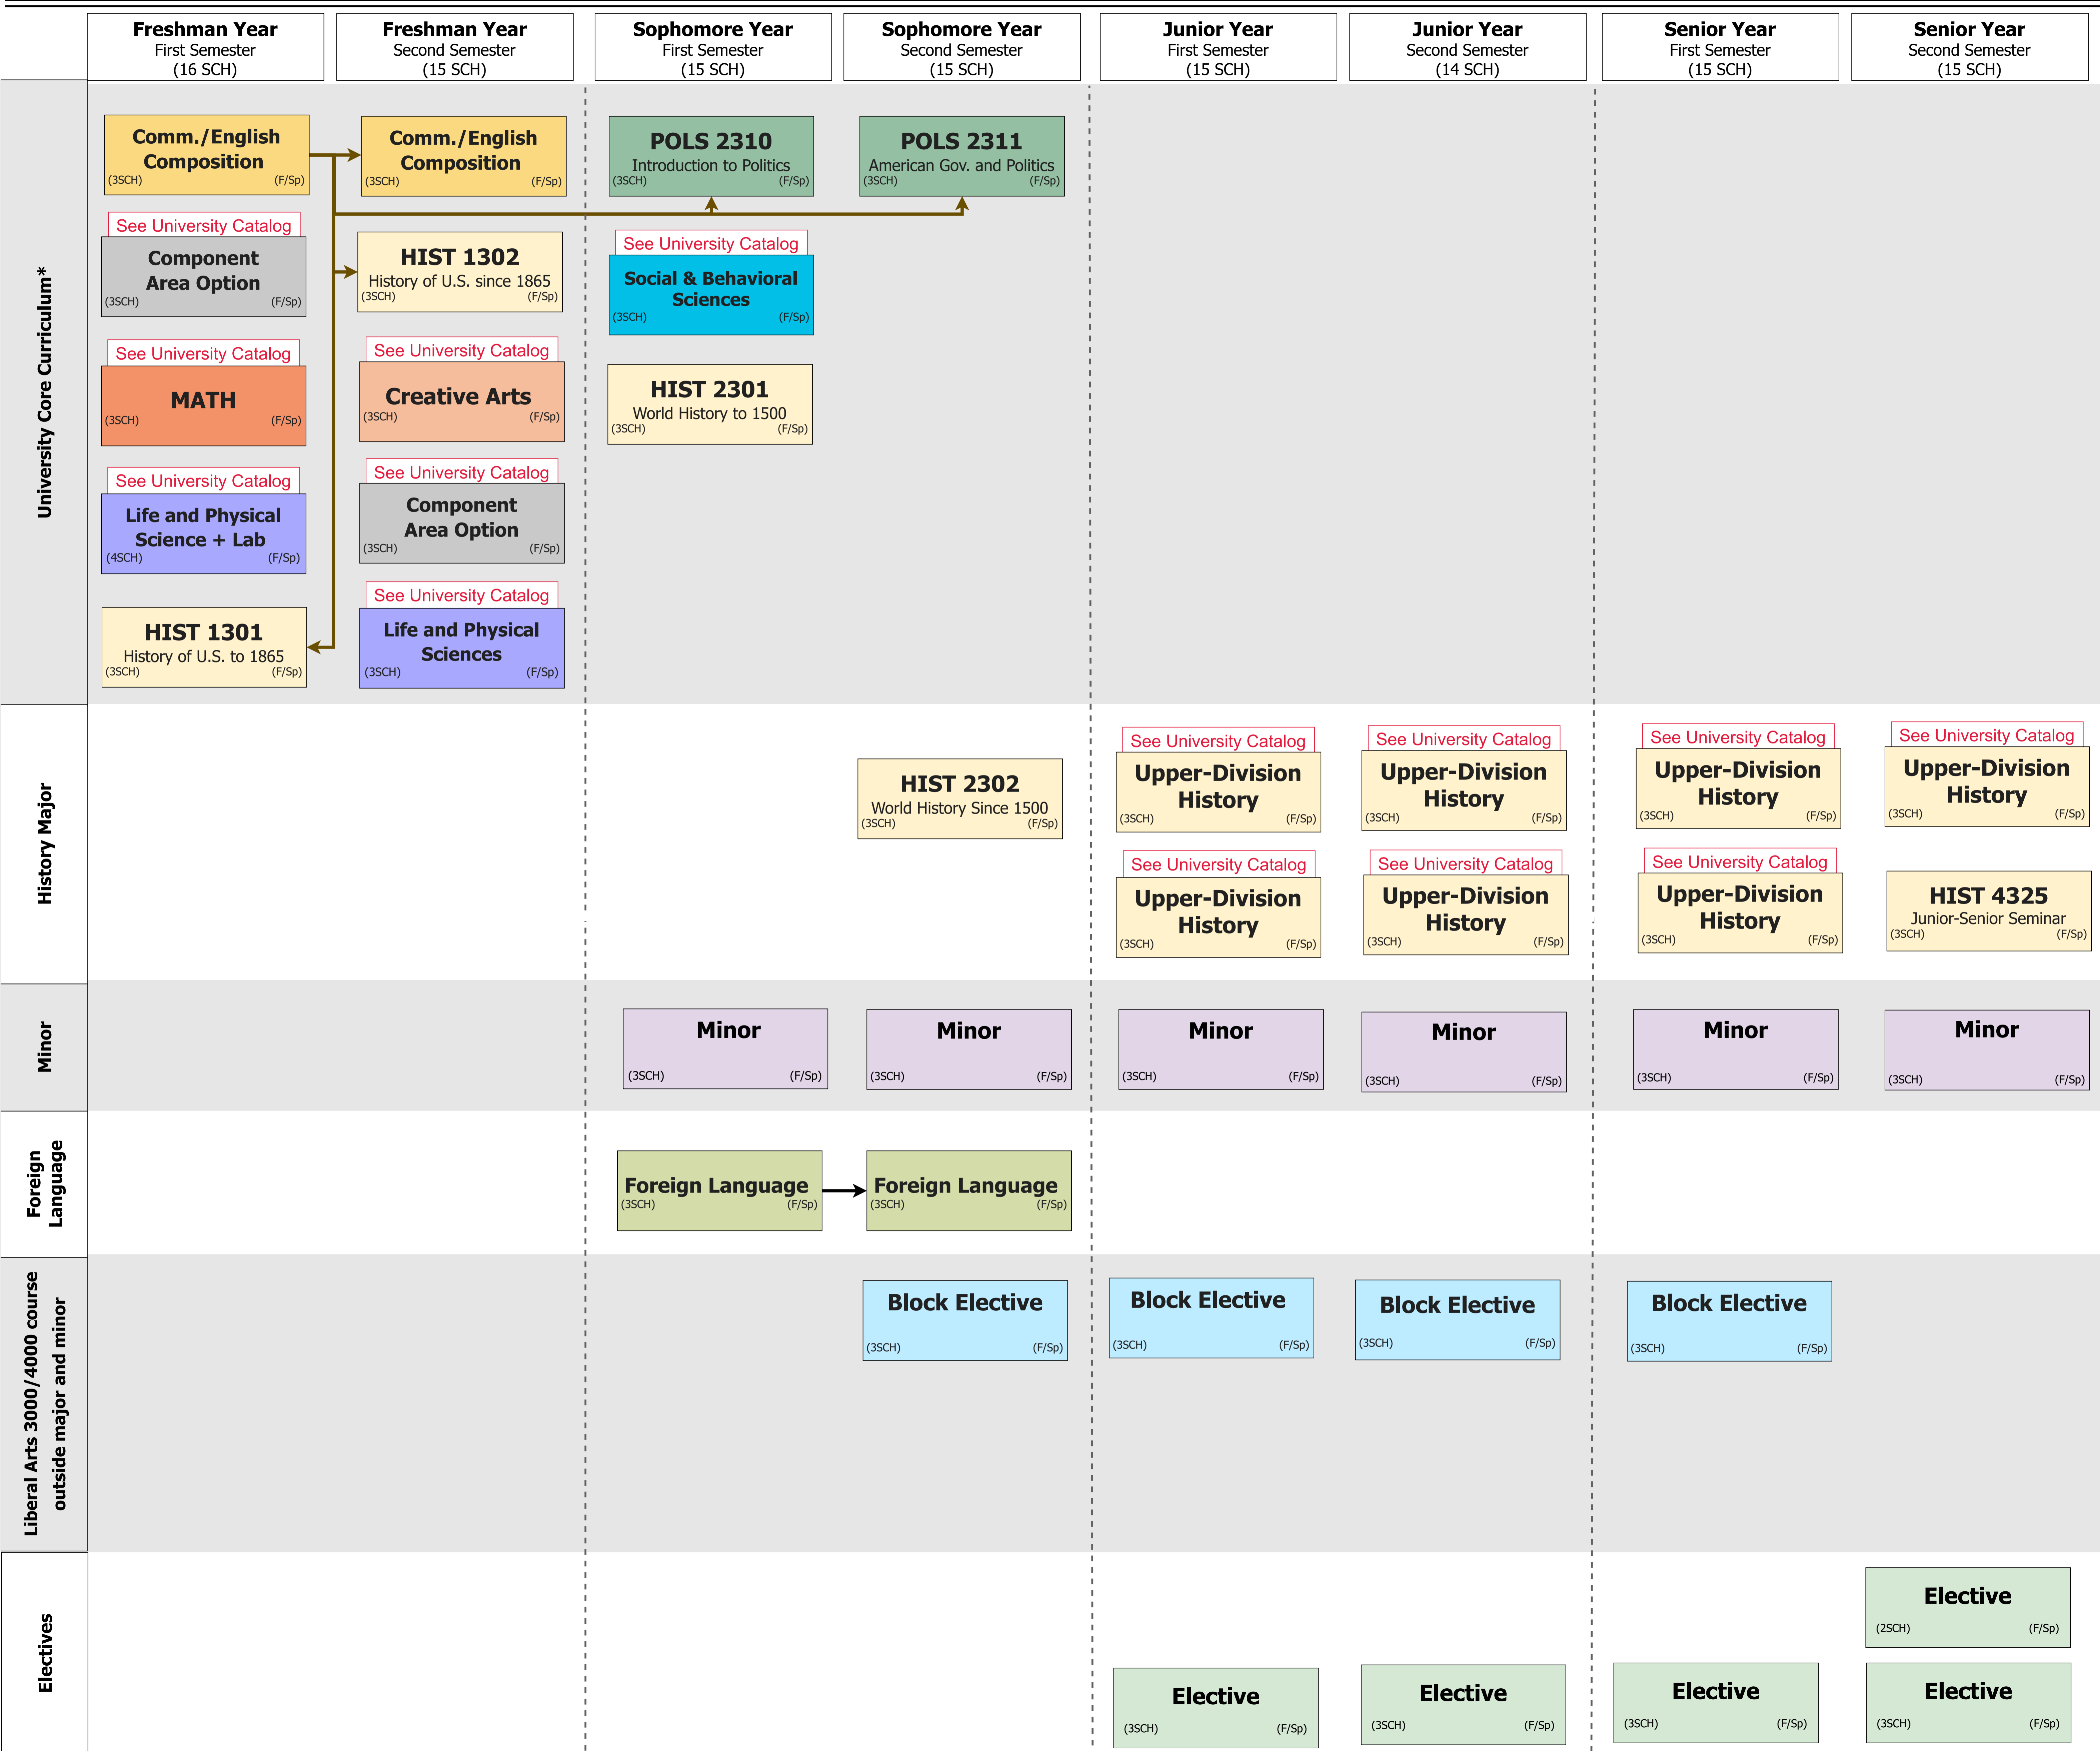 Freshman Year
First Semester
(16 SCH)
Freshman Year
Second Semester
(15 SCH)
Sophomore Year
First Semester
(15 SCH)
Sophomore Year
Second Semester
(15 SCH)
Junior Year
First Semester
(15 SCH)
Junior Year
Second Semester
(14 SCH)
Senior Year
First Semester
(15 SCH)
Senior Year
Second Semester
(15 SCH)
University Core Curriculum*
Comm./English
Composition
(3SCH) (F/Sp)
See University Catalog
Component
Area Option
(3SCH) (F/Sp)
See University Catalog
MATH
(3SCH) (F/Sp)
See University Catalog
Life and Physical
Science + Lab
(4SCH) (F/Sp)
HIST 1301
History of U.S. to 1865
(3SCH) (F/Sp)
Comm./English
Composition
(3SCH) (F/Sp)
HIST 1302
History of U.S. since 1865
(3SCH) (F/Sp)
See University Catalog
Creative Arts
(3SCH) (F/Sp)
See University Catalog
Component
Area Option
(3SCH) (F/Sp)
See University Catalog
Life and Physical
Sciences
(3SCH) (F/Sp)
POLS 2310
Introduction to Politics
(3SCH) (F/Sp)
See University Catalog
Social & Behavioral
Sciences
(3SCH) (F/Sp)
HIST 2301
World History to 1500
(3SCH) (F/Sp)
POLS 2311
American Gov. and Politics
(3SCH) (F/Sp)
History Major
HIST 2302
World History Since 1500
(3SCH) (F/Sp)
See University Catalog
Upper-Division
History
(3SCH) (F/Sp)
See University Catalog
Upper-Division
History
(3SCH) (F/Sp)
See University Catalog
Upper-Division
History
(3SCH) (F/Sp)
See University Catalog
Upper-Division
History
(3SCH) (F/Sp)
See University Catalog
Upper-Division
History
(3SCH) (F/Sp)
See University Catalog
Upper-Division
History
(3SCH) (F/Sp)
See University Catalog
Upper-Division
History
(3SCH) (F/Sp)
HIST 4325
Junior-Senior Seminar
(3SCH) (F/Sp)
Minor
Minor
(3SCH) (F/Sp)
Minor
(3SCH) (F/Sp)
Minor
(3SCH) (F/Sp)
Minor
(3SCH) (F/Sp)
Minor
(3SCH) (F/Sp)
Minor
(3SCH) (F/Sp)
Foreign
Language
Foreign Language
(3SCH) (F/Sp)
Foreign Language
(3SCH) (F/Sp)
Liberal Arts 3000/4000 course
outside major and minor
Block Elective
(3SCH) (F/Sp)
Block Elective
(3SCH) (F/Sp)
Block Elective
(3SCH) (F/Sp)
Block Elective
(3SCH) (F/Sp)
Electives
Elective
(3SCH) (F/Sp)
Elective
(3SCH) (F/Sp)
Elective
(3SCH) (F/Sp)
Elective
(2SCH) (F/Sp)
Elective
(3SCH) (F/Sp)